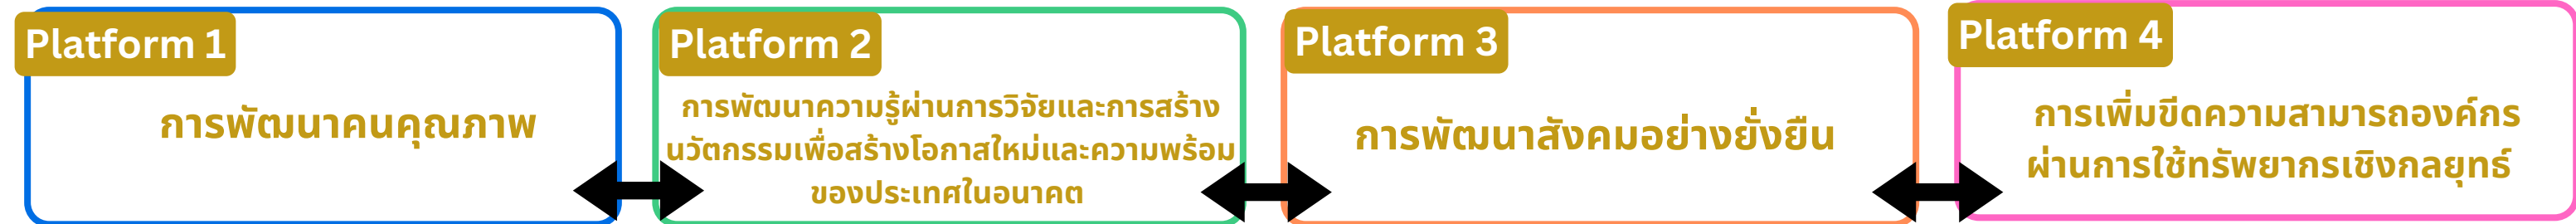 Platform 1
การพัฒนาคนคุณภาพ
Platform 2
การพัฒนาความรู้ผ่านการวิจัยและการสร้าง
นวัตกรรมเพื่อสร้างโอกาสใหม่และความพร้อม
ของประเทศในอนาคต
Platform 3
การพัฒนาสังคมอย่างยั่งยืน
Platform 4
การเพิ่มขีดความสามารถองค์กร
ผ่านการใช้ทรัพยากรเชิงกลยุทธ์